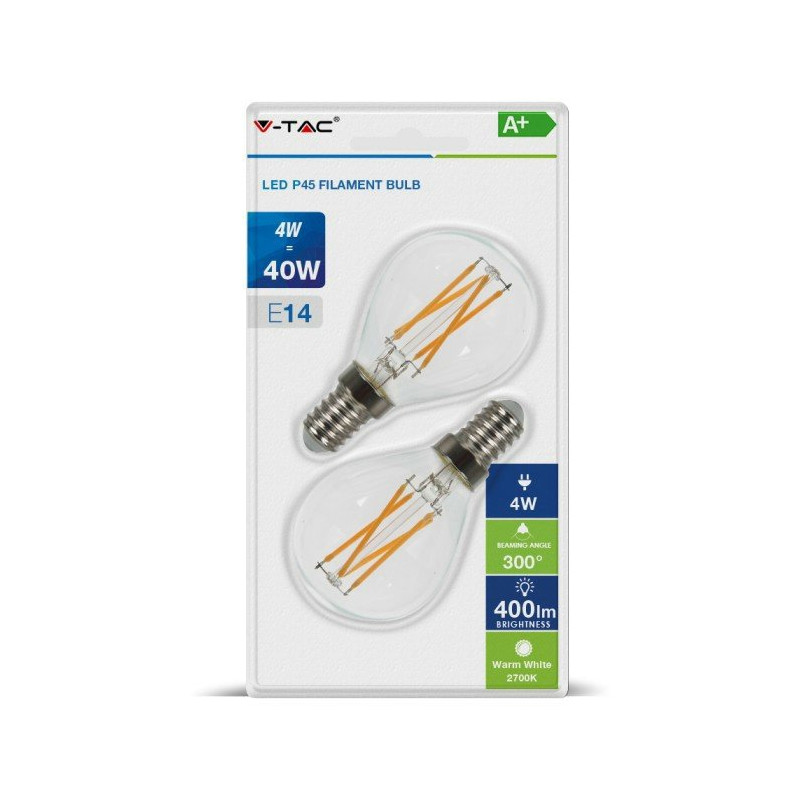 V-TAC®
A+
LED P45 FILAMENT BULB
4W
=
40W
E14
4W
BEAMING ANGLE
300°
400lm
BRIGHTNESS
Warm White
2700K